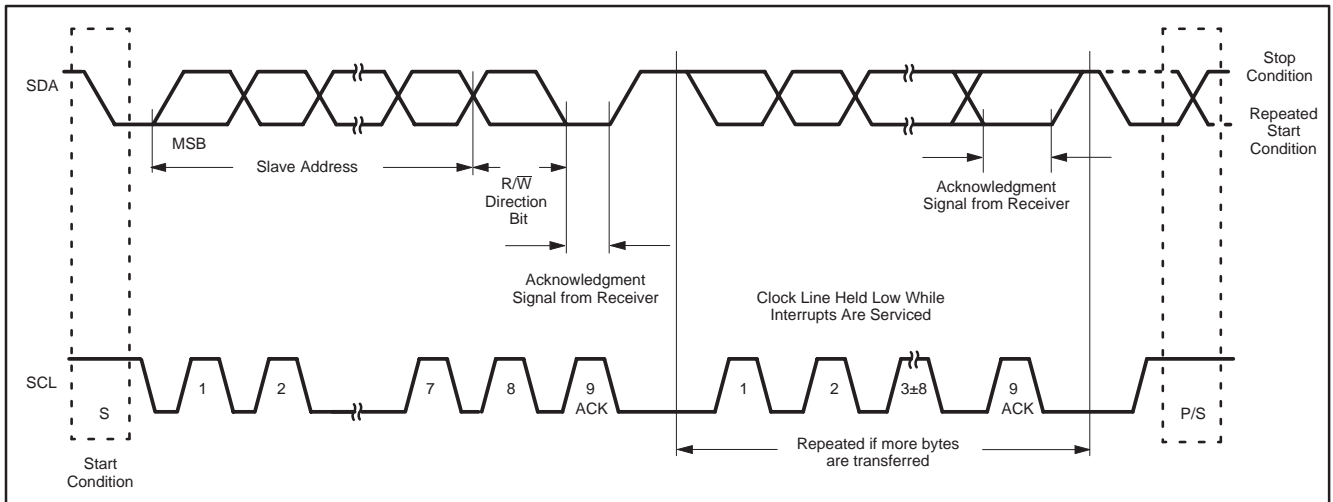 SDA
Stop
Condition
Repeated
Start
Condition
MSB
Slave Address
R/W̅
Direction
Bit
Acknowledgment
Signal from Receiver
Acknowledgment
Signal from Receiver
Clock Line Held Low While
Interrupts Are Serviced
SCL
S
1
2
7
8
9
ACK
1
2
3±8
9
ACK
P/S
Repeated if more bytes
are transferred
Start
Condition